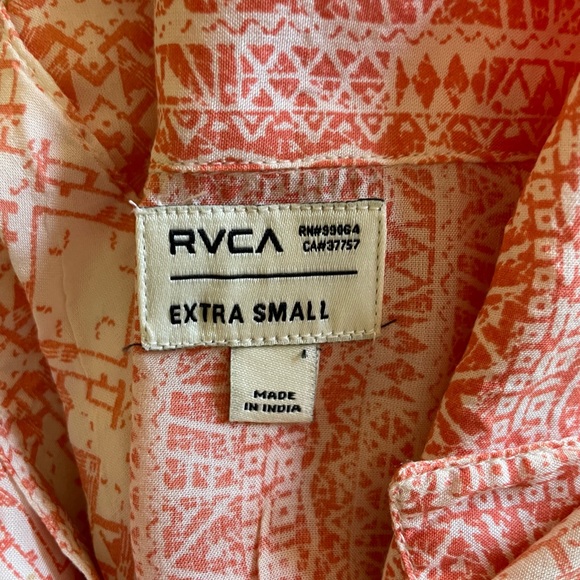 RVCA
RN#99064
CA#37757
EXTRA SMALL
MADE
IN INDIA